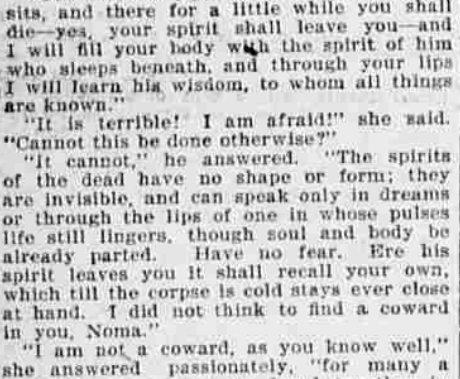 sits, and there for a little while you shall
die—yes, your spirit shall leave you—and
I will fill your body with the spirit of him
who sleeps beneath, and through your lips
I will learn his wisdom, to whom all things
are known."
"It is terrible! I am afraid!" she said.
"Cannot this be done otherwise?"
"It cannot," he answered. "The spirits
of the dead have no shape or form; they
are invisible, and can speak only in dreams
or through the lips of one in whose pulses
life still lingers, though soul and body be
already parted. Have no fear. Ere his
spirit leaves you it shall recall your own,
which till the corpse is cold stays ever close
at hand. I did not think to find a coward
in you, Noma."
"I am not a coward, as you know well,"
she answered passionately, "for many a